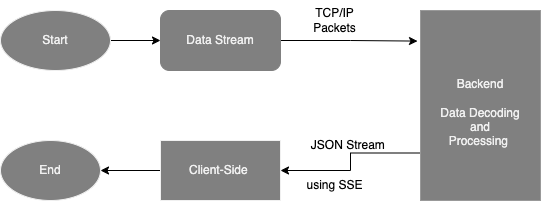 Start
Data Stream
TCP/IP
Packets
Backend
Data Decoding
and
Processing
JSON Stream
using SSE
Client-Side
End